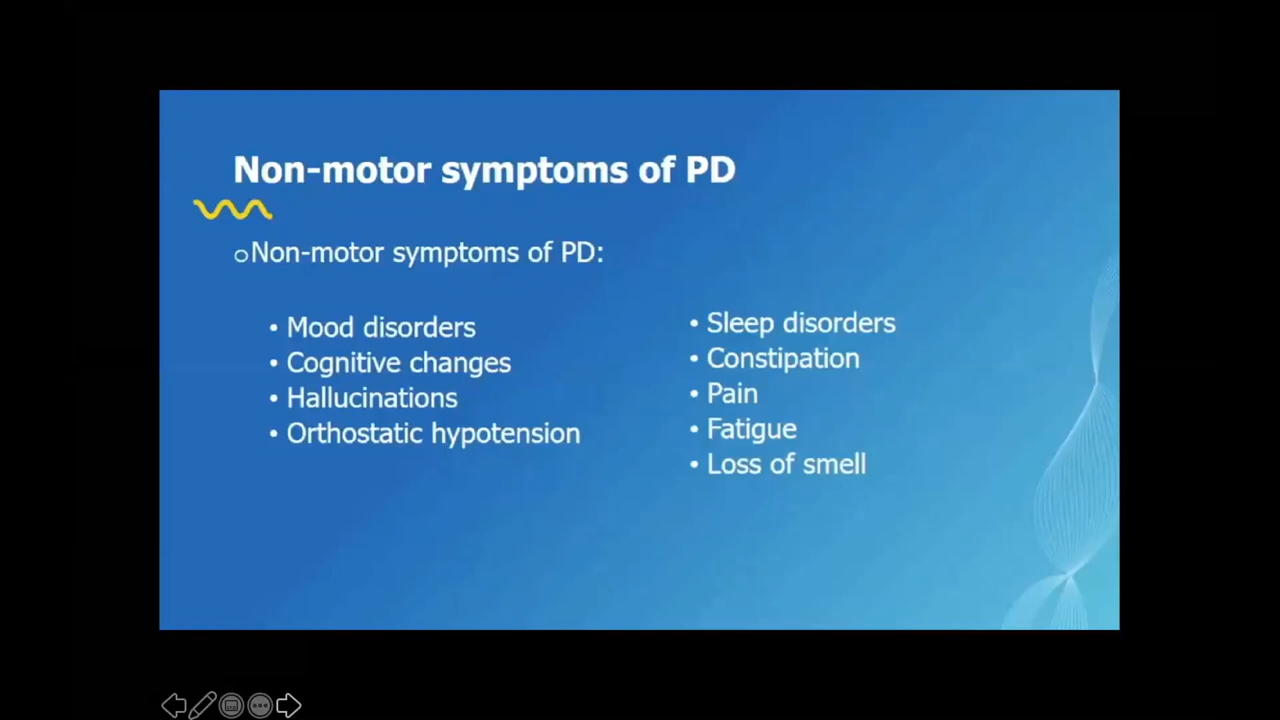 Non-motor symptoms of PD
oNon-motor symptoms of PD:
• Mood disorders
• Cognitive changes
• Hallucinations
• Orthostatic hypotension
• Sleep disorders
• Constipation
• Pain
• Fatigue
• Loss of smell